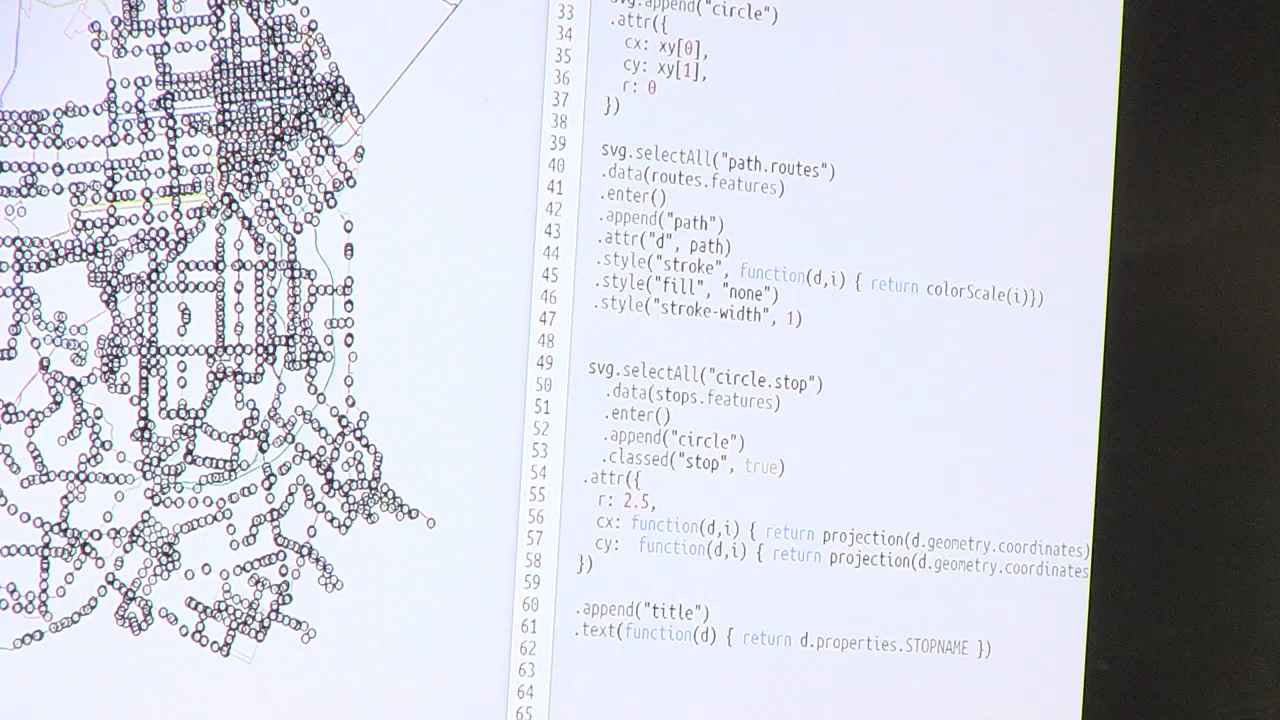 33
34
35
36
37
38
39
40
41
42
43
44
45
46
47
48
49
50
51
52
53
54
55
56
57
58
59
60
61
62
63
64
65
svg.append("circle")
.attr({
cx: xy[0],
cy: xy[1],
r: 0
})
svg.selectAll("path.routes")
.data(routes.features)
.enter()
.append("path")
.attr("d", path)
.style("stroke", function(d,i) { return colorScale(i)})
.style("fill", "none")
.style("stroke-width", 1)
svg.selectAll("circle.stop")
.data(stops.features)
.enter()
.append("circle")
.classed("stop", true)
.attr({
r: 2.5,
cx: function(d,i) { return projection(d.geometry.coordinates)
cy: function(d,i) { return projection(d.geometry.coordinates
})
.append("title")
.text(function(d) { return d.properties.STOPNAME })